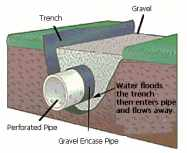 Gravel
Trench
Water floods
the trench
then enters pipe
and flows away.
Perforated Pipe
Gravel Encase Pipe